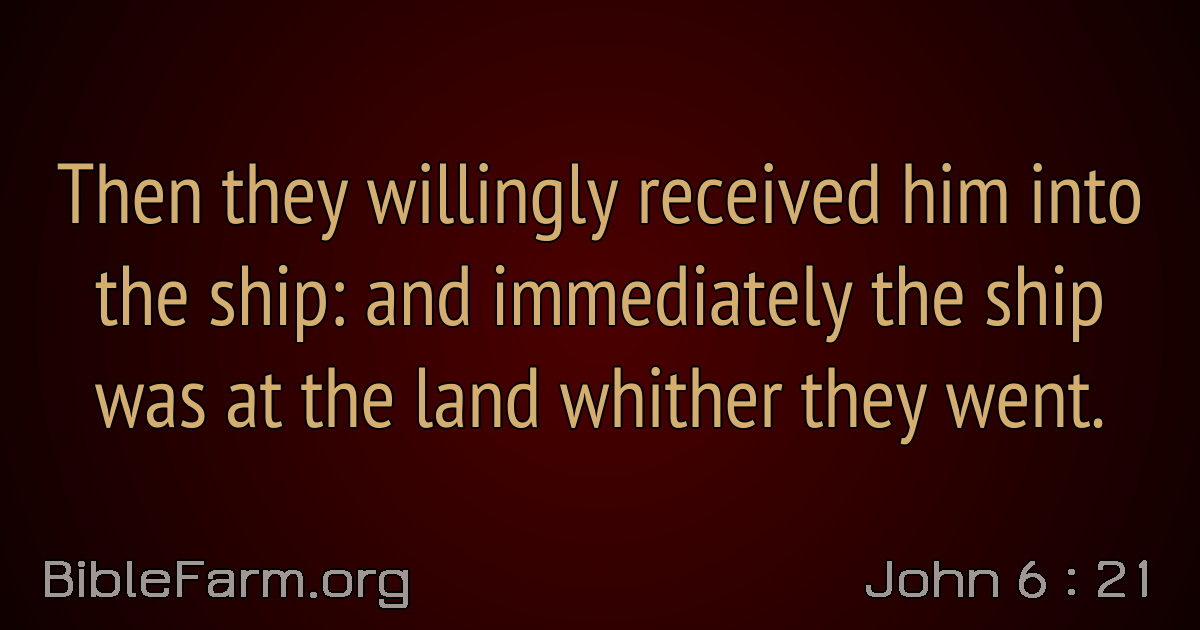 Then they willingly received him into
the ship: and immediately the ship
was at the land whither they went.
BibleFarm.org
John 6 : 21